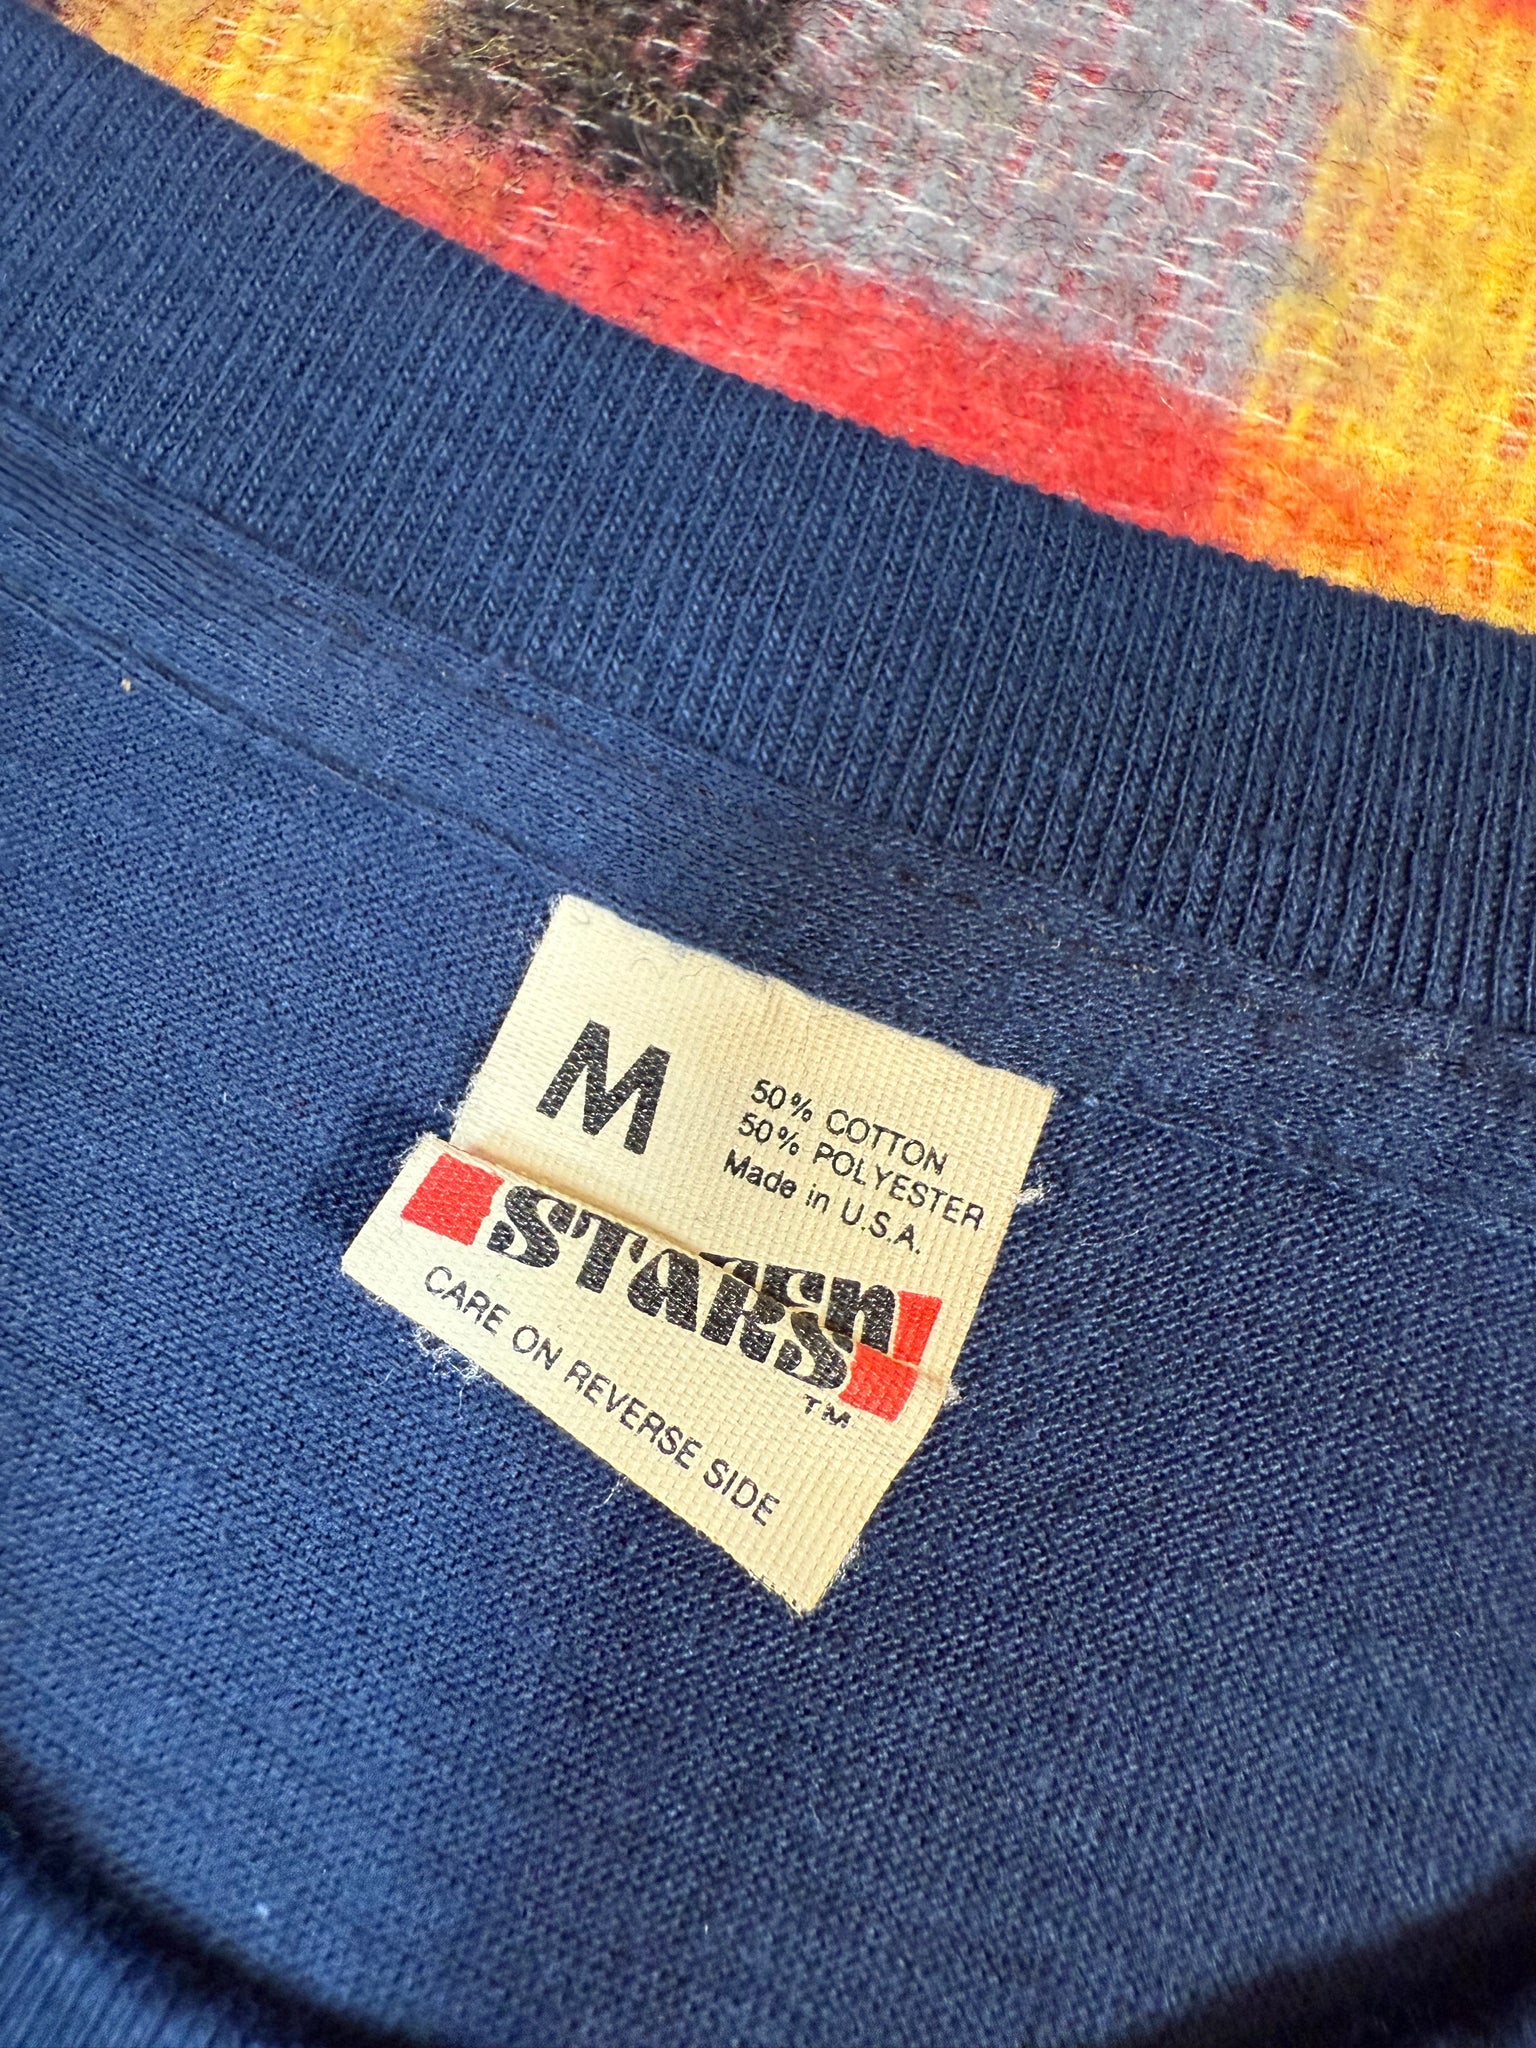 M
50% COTTON
50% POLYESTER
Made in U.S.A.
STARS
TM
CARE ON REVERSE SIDE